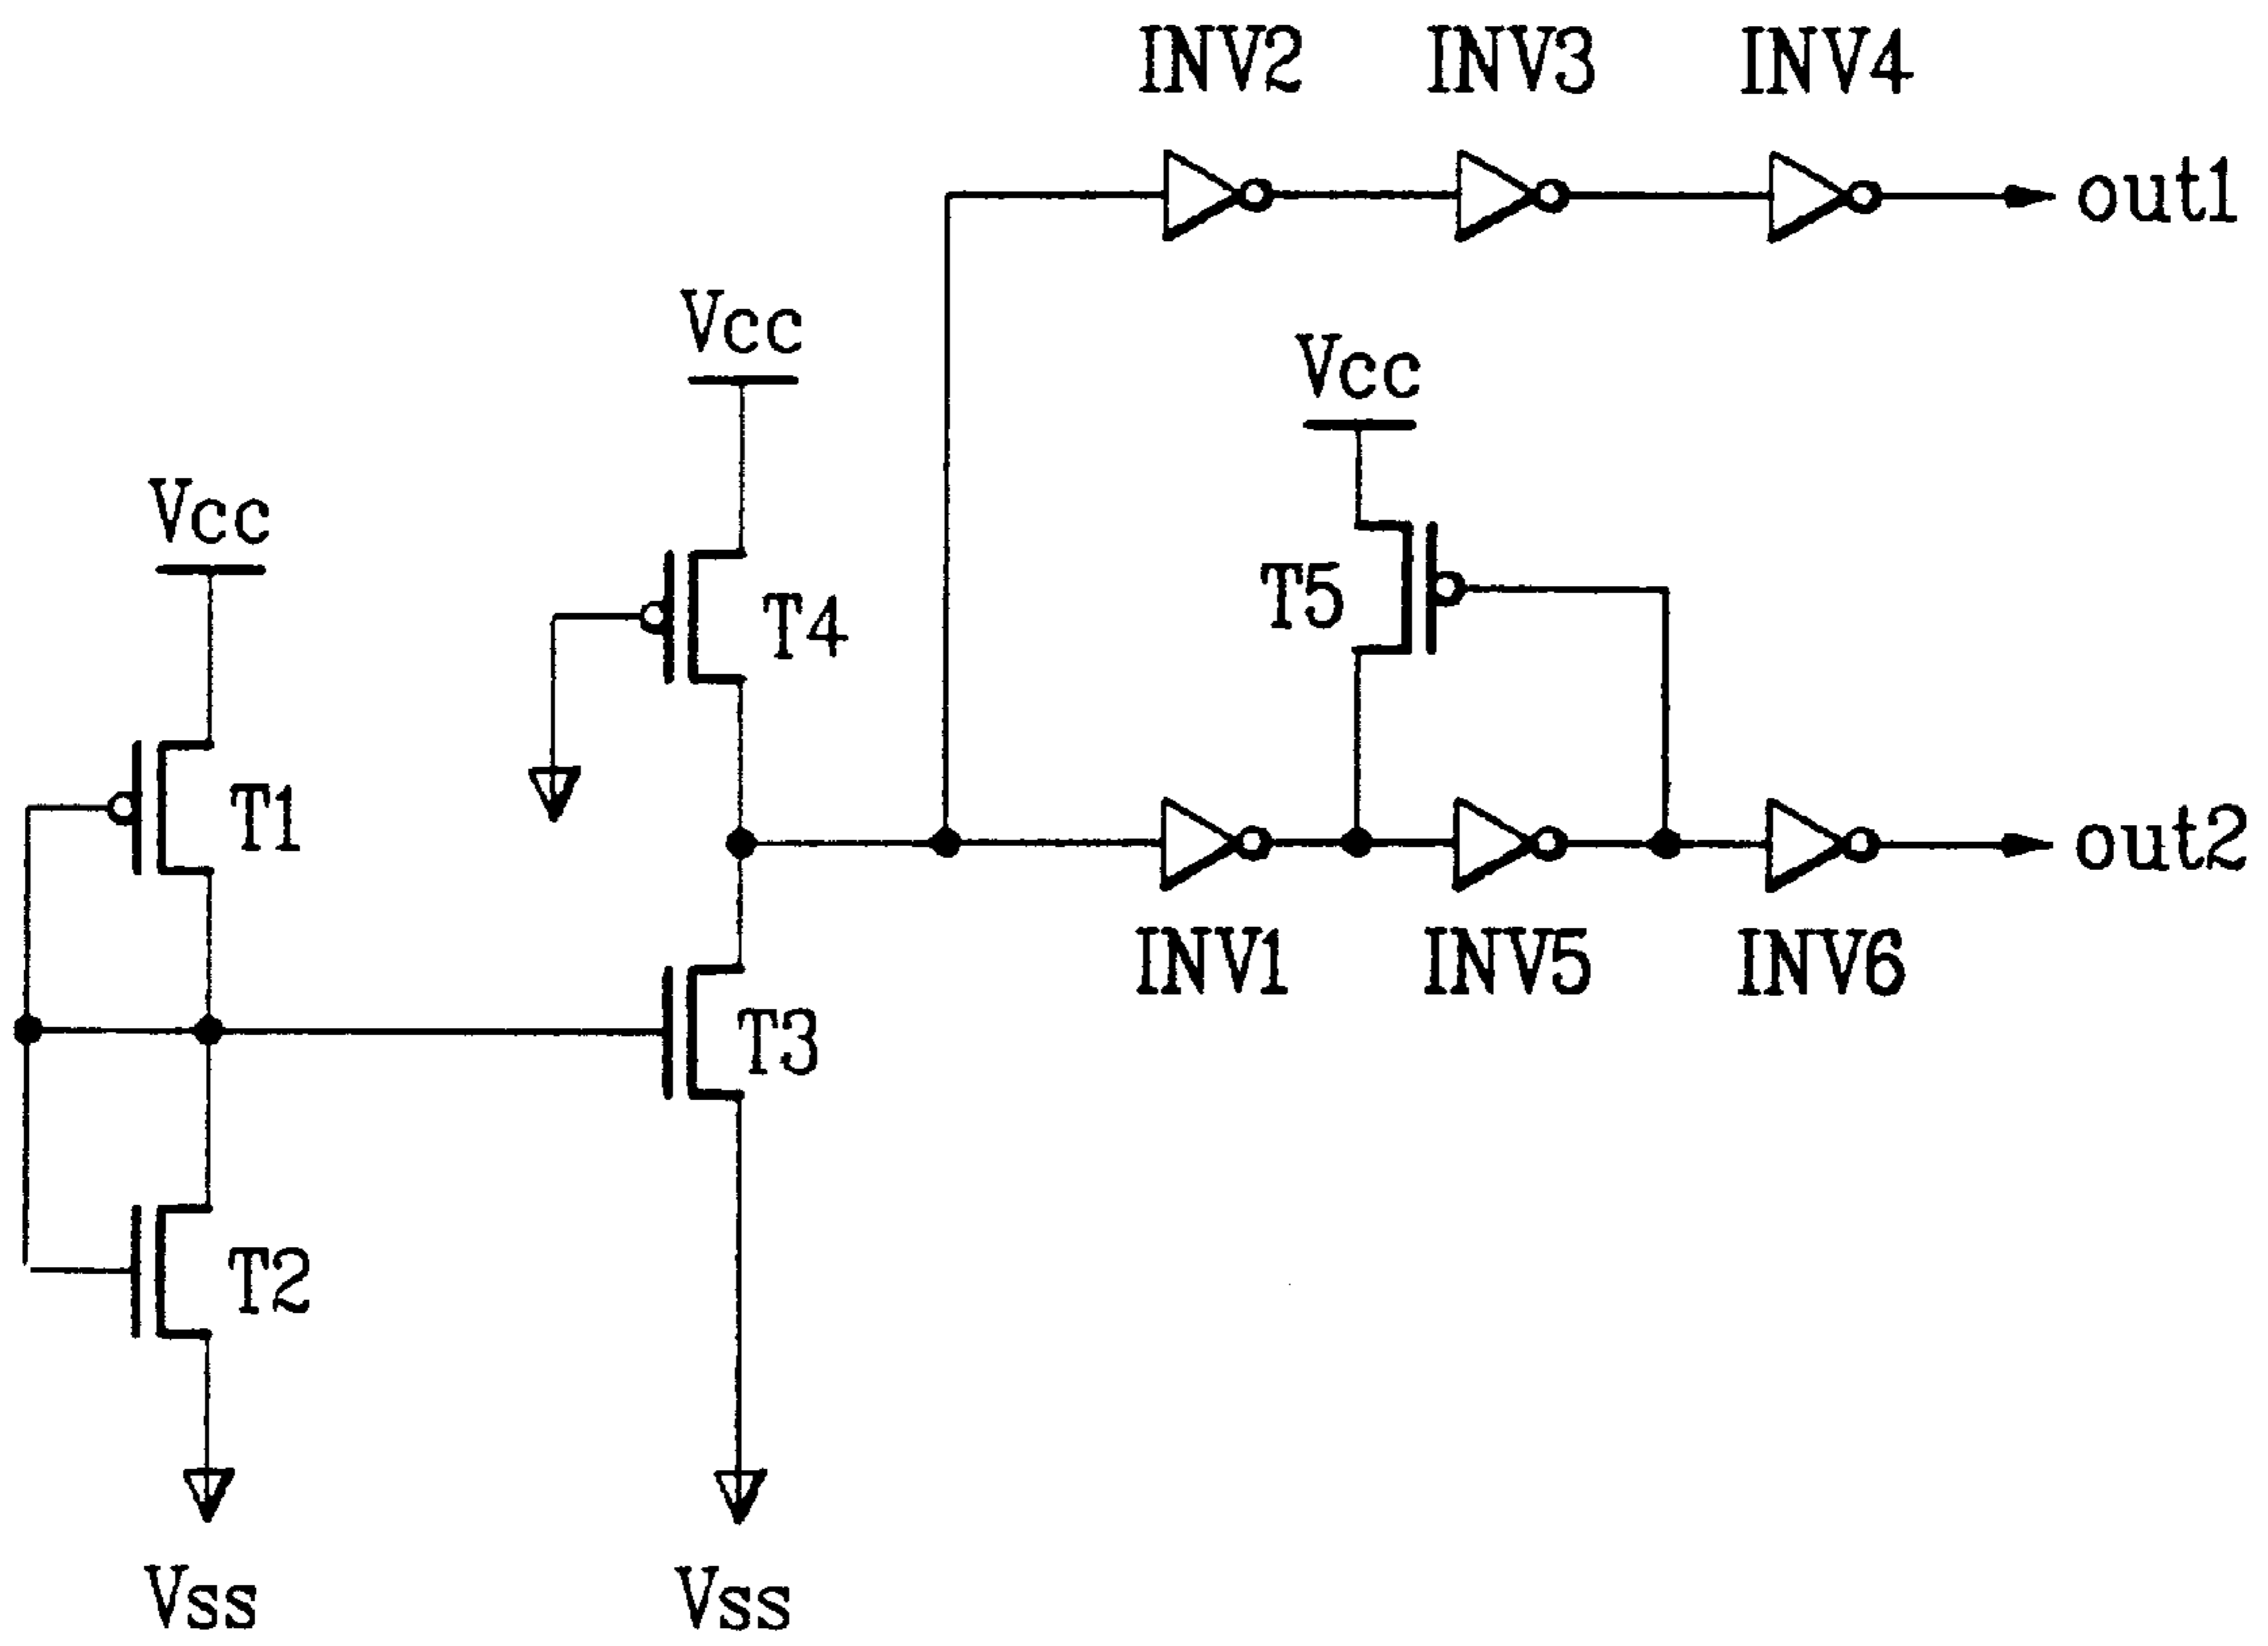 INV2 INV3 INV4
out1
Vcc
Vcc
Vcc
T5
T4
T1
out2
INV1 INV5 INV6
T3
T2
Vss Vss